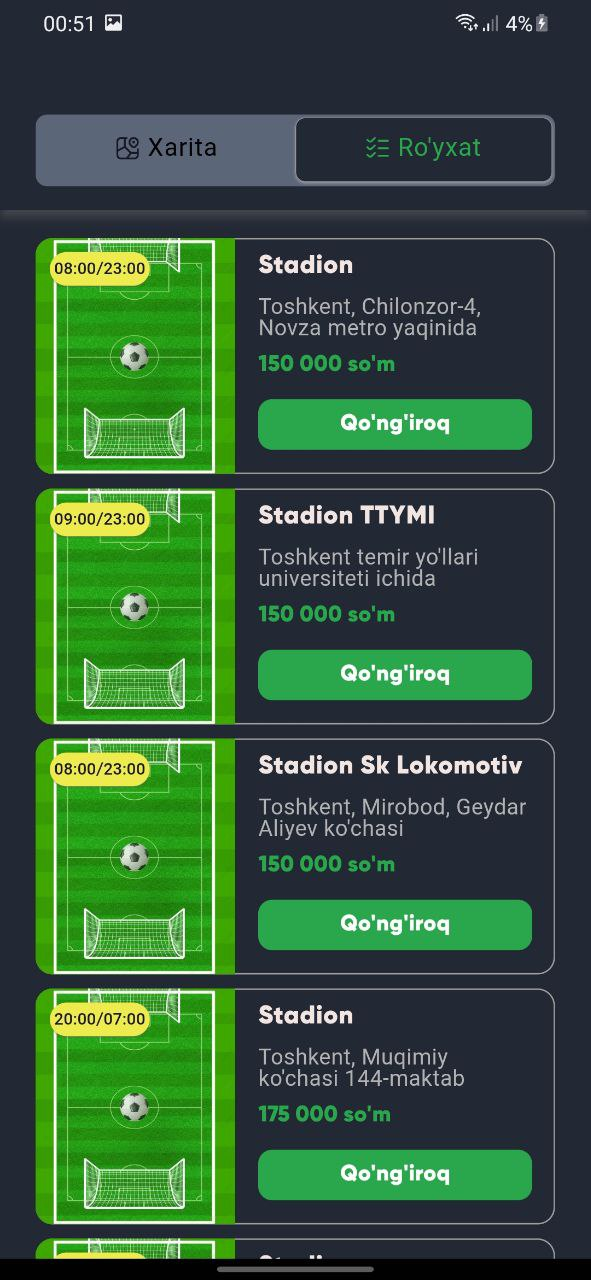 00:51 4%
Xarita Ro'yxat
08:00/23:00
Stadion
Toshkent, Chilonzor-4,
Novza metro yaqinida
150 000 so'm
Qo'ng'iroq
09:00/23:00
Stadion TTYMI
Toshkent temir yo'llari
universiteti ichida
150 000 so'm
Qo'ng'iroq
08:00/23:00
Stadion Sk Lokomotiv
Toshkent, Mirobod, Geydar
Aliyev ko'chasi
150 000 so'm
Qo'ng'iroq
20:00/07:00
Stadion
Toshkent, Muqimiy
ko'chasi 144-maktab
175 000 so'm
Qo'ng'iroq